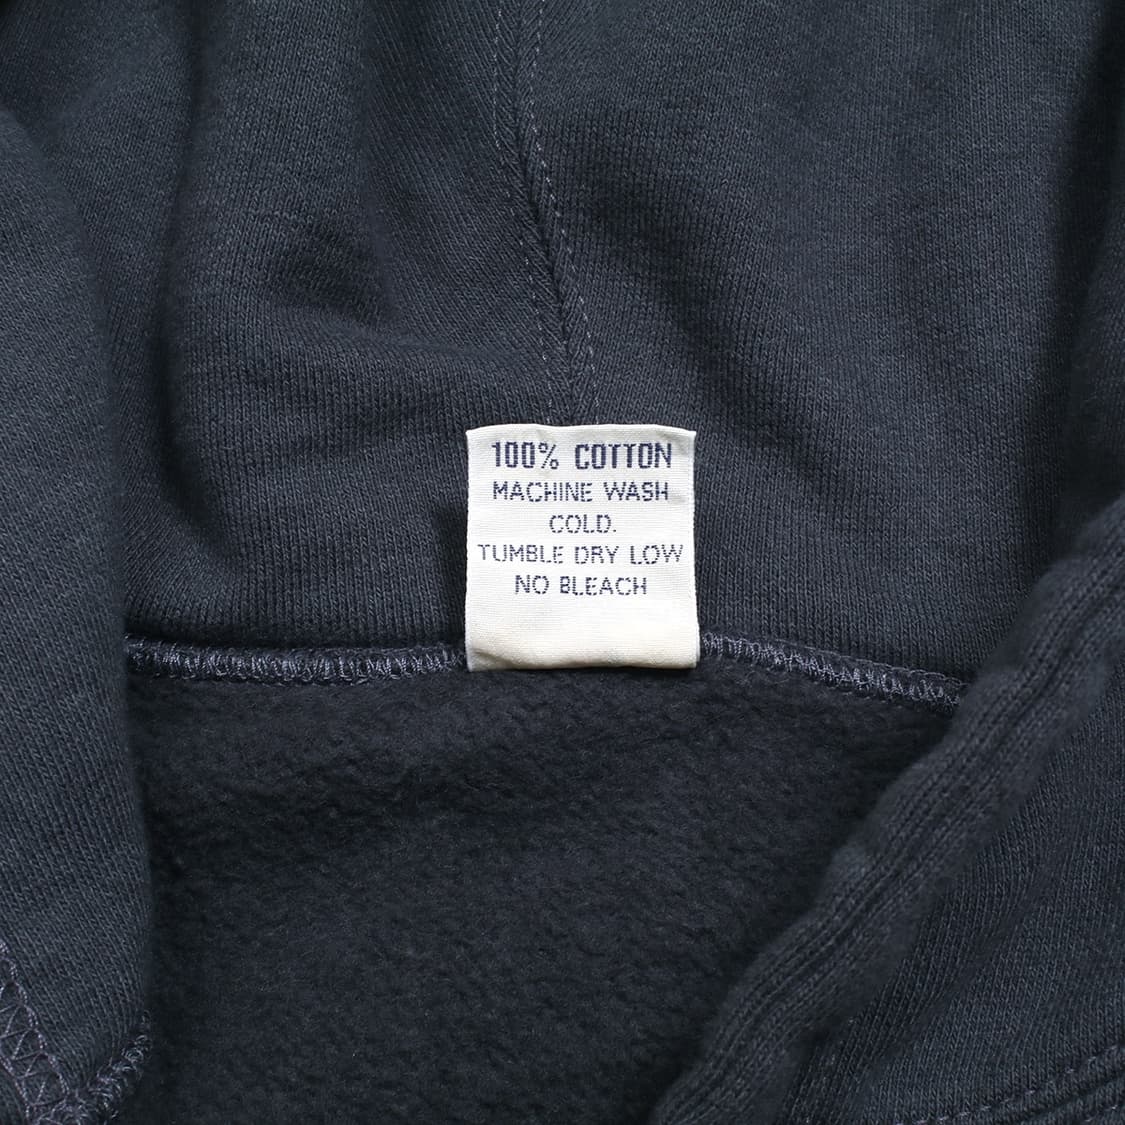 100% COTTON
MACHINE WASH
COLD.
TUMBLE DRY LOW
NO BLEACH